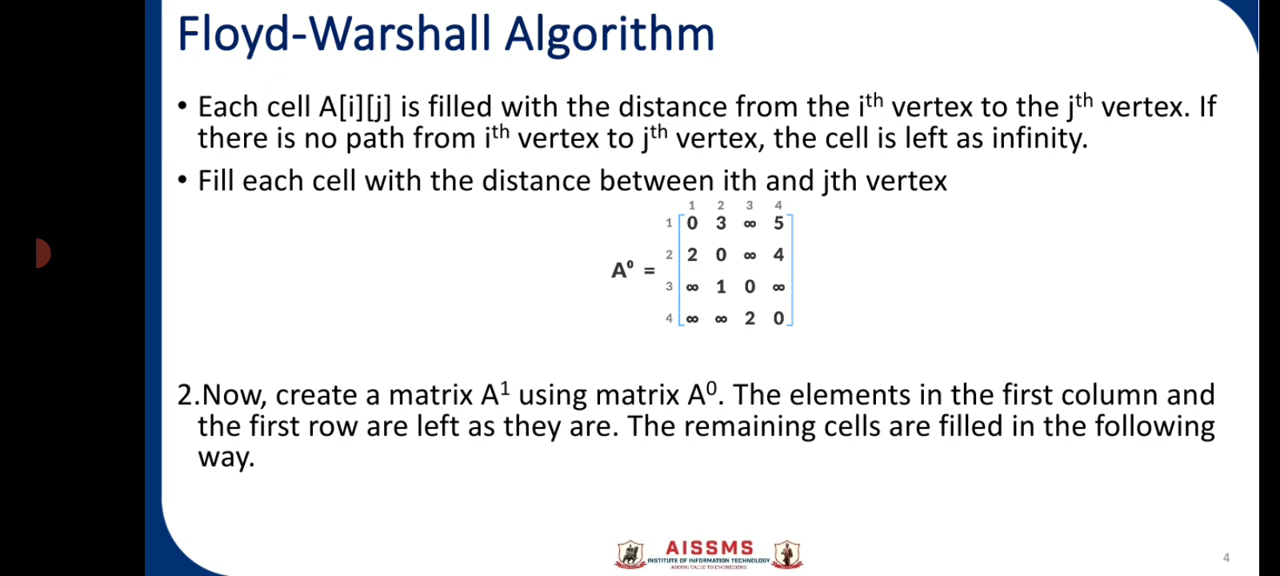 Floyd-Warshall Algorithm
• Each cell A[i][j] is filled with the distance from the iᵗʰ vertex to the jᵗʰ vertex. If
there is no path from iᵗʰ vertex to jᵗʰ vertex, the cell is left as infinity.
• Fill each cell with the distance between ith and jth vertex
1 2 3 4
1 0 3 ∞ 5
2 2 0 ∞ 4
A⁰ =
3 ∞ 1 0 ∞
4 ∞ ∞ 2 0
2.Now, create a matrix A¹ using matrix A⁰. The elements in the first column and
the first row are left as they are. The remaining cells are filled in the following
way.
AISSMS
INSTITUTE OF INFORMATION TECHNOLOGY
ADDING VALUE TO ENGINEERING
4